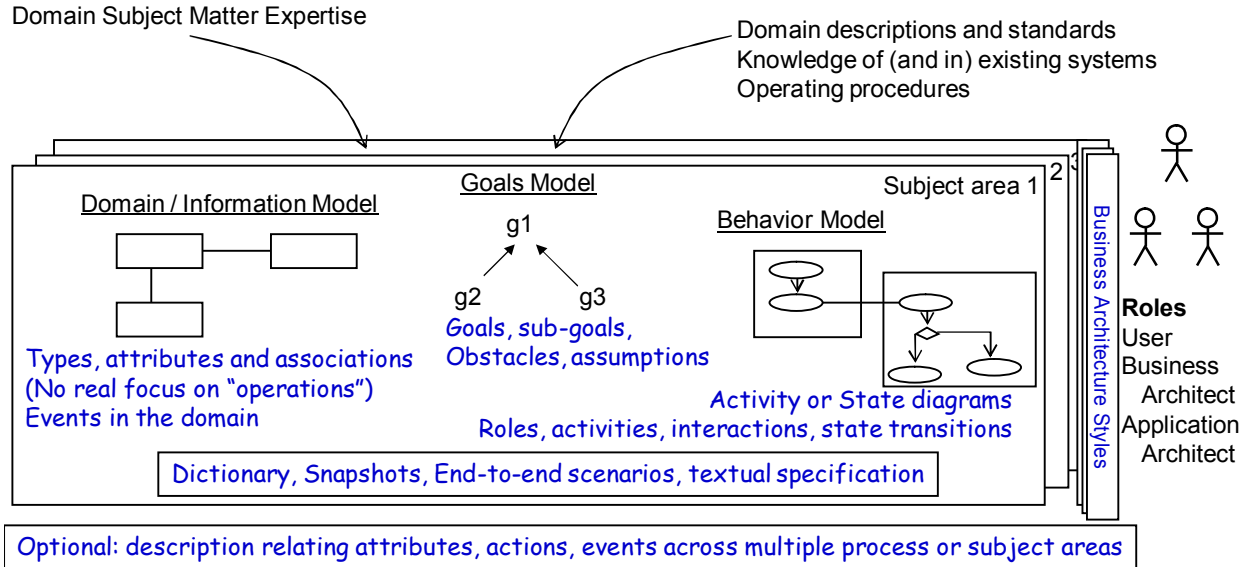 Domain Subject Matter Expertise
Domain descriptions and standards
Knowledge of (and in) existing systems
Operating procedures
3
2
Subject area 1
Domain / Information Model
Types, attributes and associations
(No real focus on “operations”)
Events in the domain
Goals Model
g1
g2
g3
Goals, sub-goals,
Obstacles, assumptions
Behavior Model
Activity or State diagrams
Roles, activities, interactions, state transitions
Dictionary, Snapshots, End-to-end scenarios, textual specification
Business Architecture Styles
Roles
User
Business
Architect
Application
Architect
Optional: description relating attributes, actions, events across multiple process or subject areas